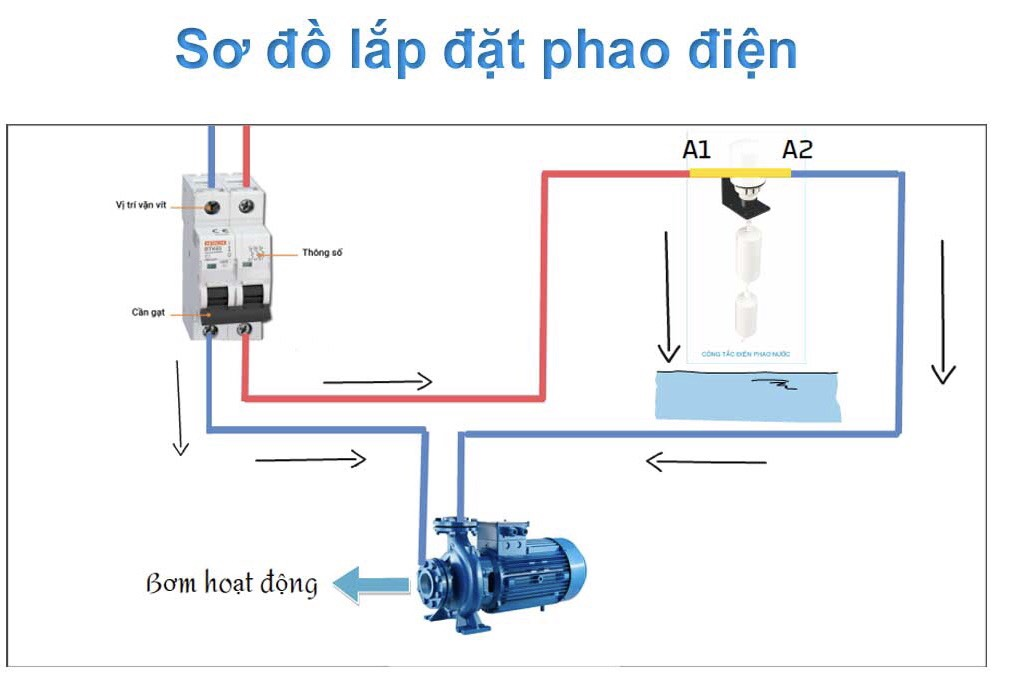 Sơ đồ lắp đặt phao điện
A1 A2
Vị trí vặn vít
Thông số
Cần gạt
CÔNG TẮC ĐIỆN PHAO NƯỚC
Bơm hoạt động